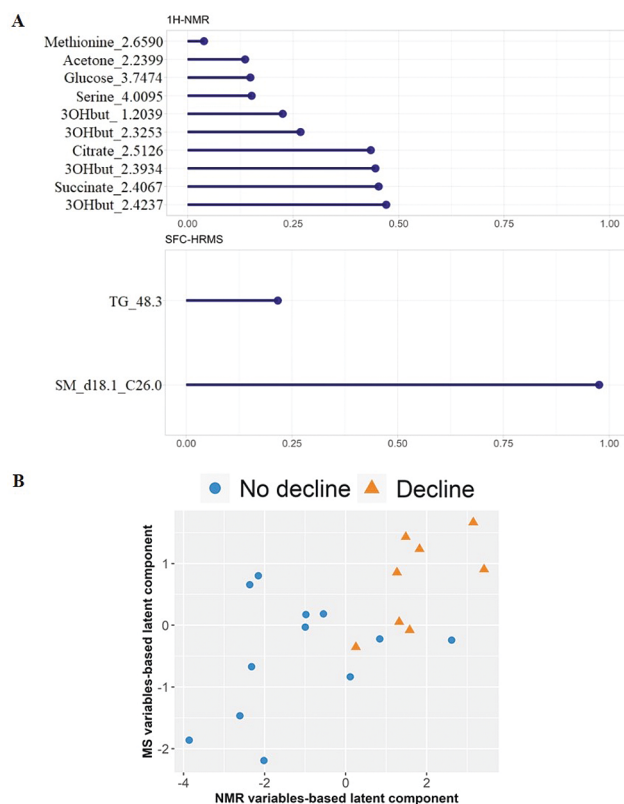 A
1H-NMR
Methionine_2.6590
Acetone_2.2399
Glucose_3.7474
Serine_4.0095
3OHbut_ 1.2039
3OHbut_2.3253
Citrate_2.5126
3OHbut_2.3934
Succinate_2.4067
3OHbut_2.4237
0.00 0.25 0.50 0.75 1.00
SFC-HRMS
TG_48.3
SM_d18.1_C26.0
0.00 0.25 0.50 0.75 1.00
B
No decline Decline
MS variables-based latent component
1
0
-1
-2
-4 -2 0 2
NMR variables-based latent component